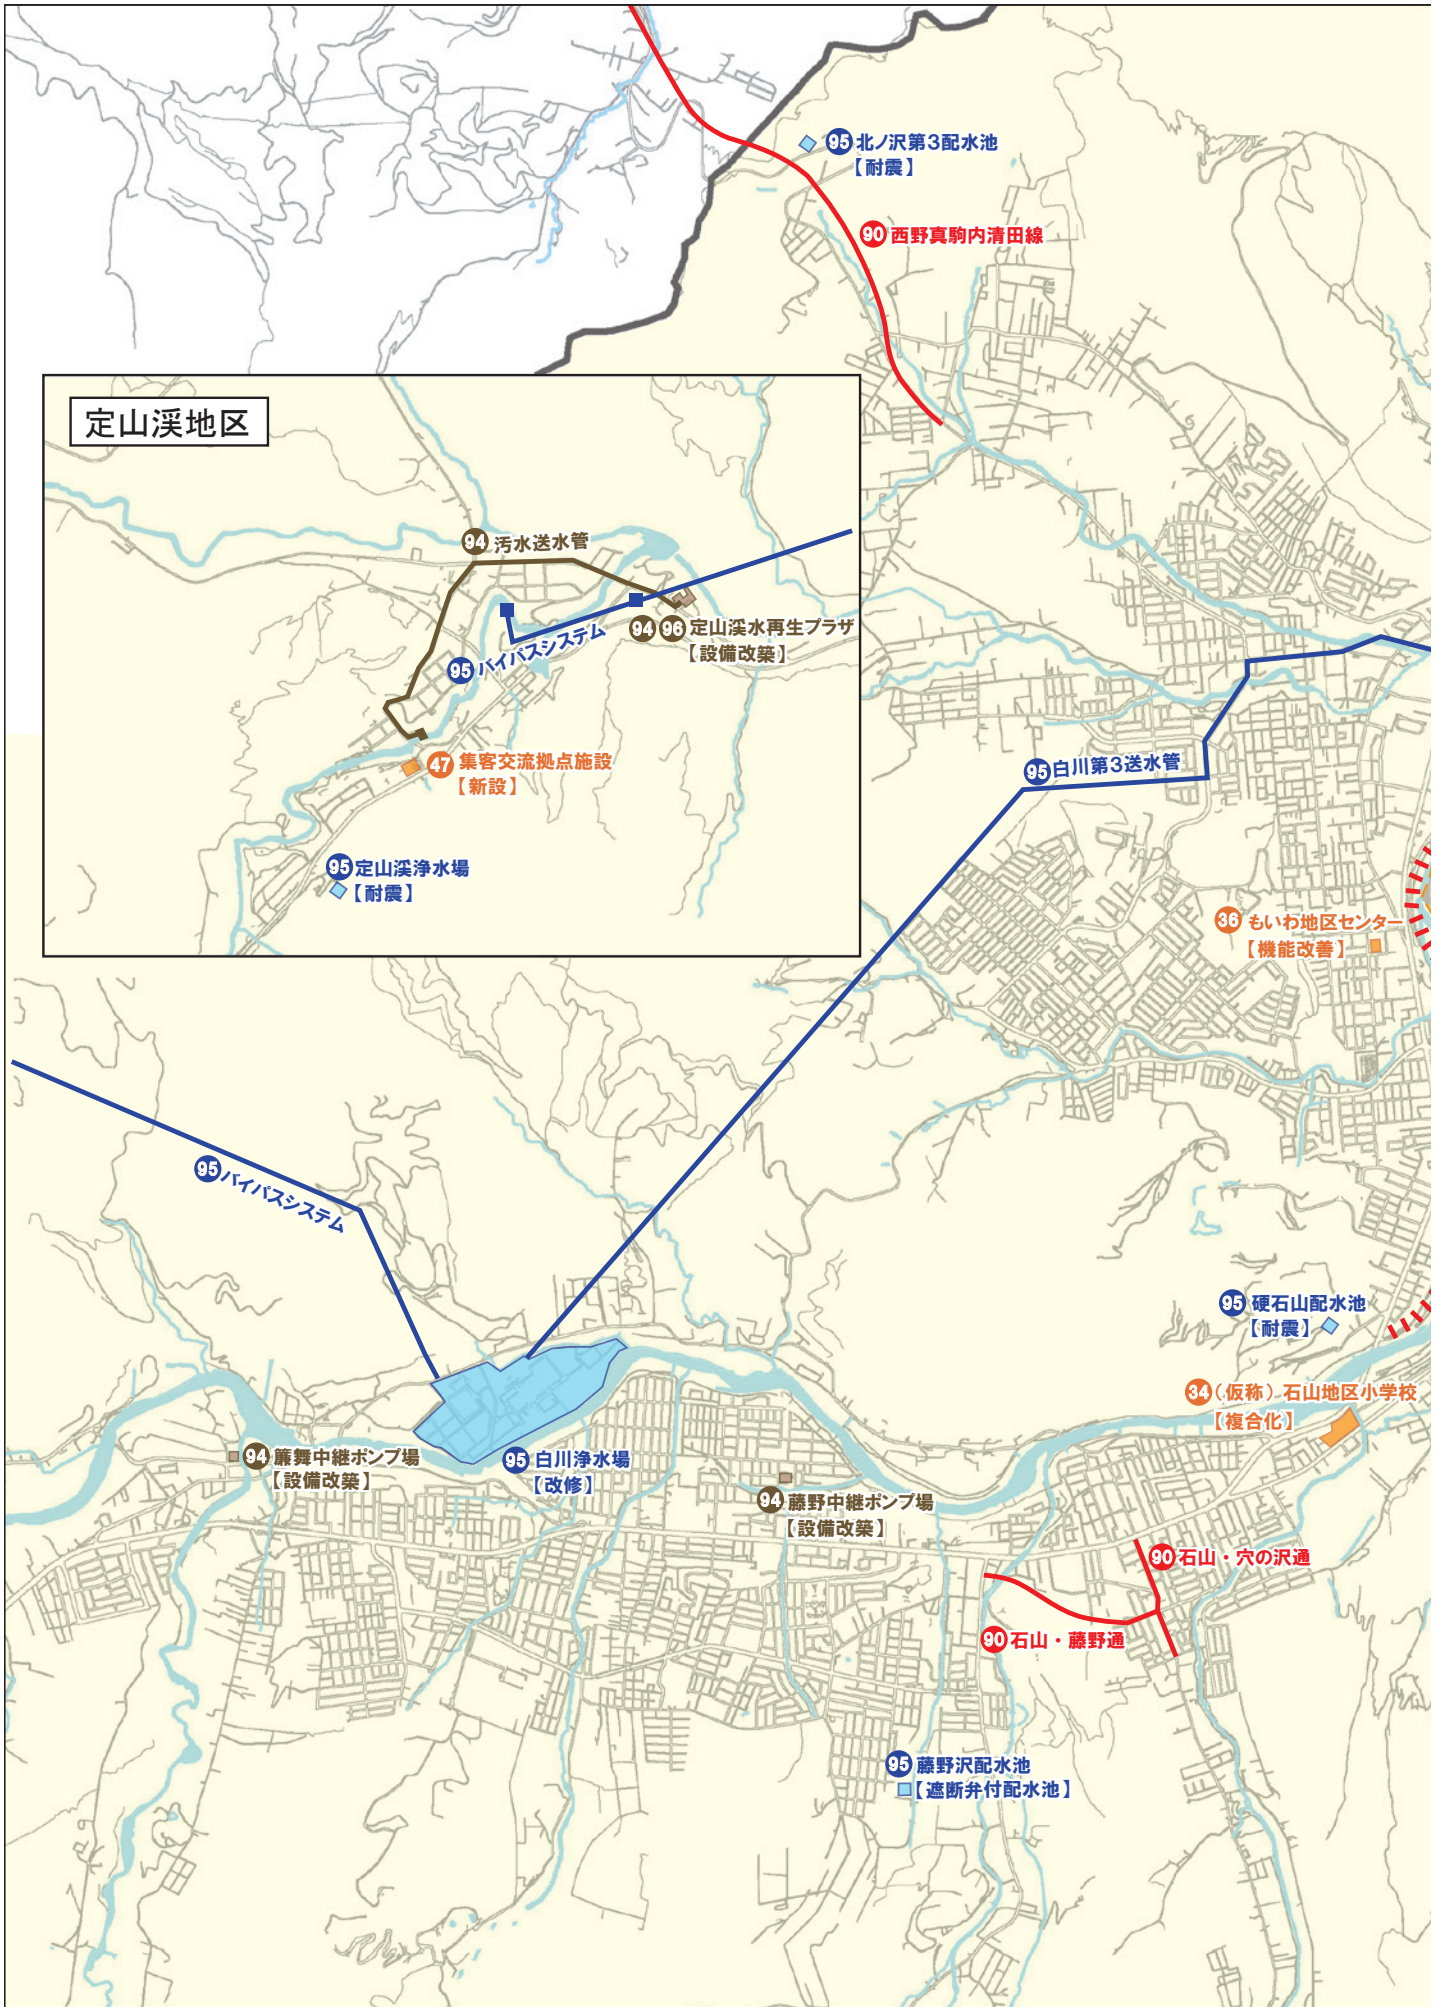 95 北ノ沢第3配水池
【耐震】
90 西野真駒内清田線
定山渓地区
94 汚水送水管
94 96 定山渓水再生プラザ
【設備改築】
95 バイパスシステム
47 集客交流拠点施設
【新設】
95 定山渓浄水場
【耐震】
95 白川第3送水管
36 もいわ地区センター
【機能改善】
95 バイパスシステム
95 硬石山配水池
【耐震】
34 (仮称) 石山地区小学校
【複合化】
94 簾舞中継ポンプ場
【設備改築】
95 白川浄水場
【改修】
94 藤野中継ポンプ場
【設備改築】
90 石山・穴の沢通
90 石山・藤野通
95 藤野沢配水池
【遮断弁付配水池】